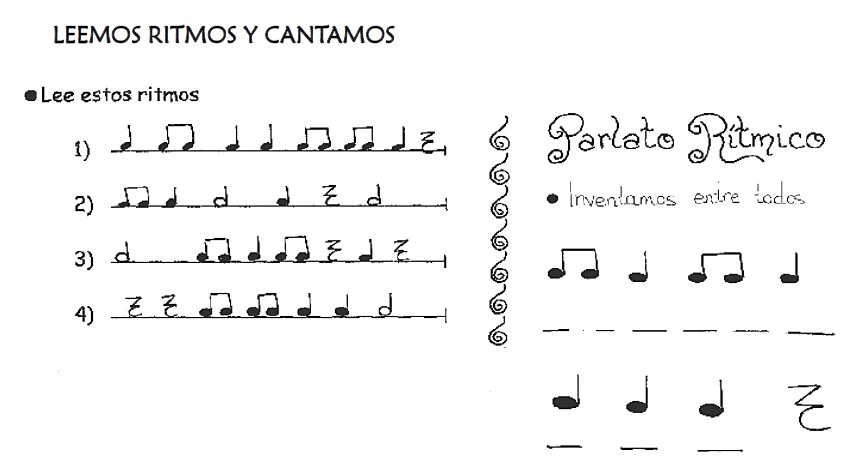 LEEMOS RITMOS Y CANTAMOS
●Lee estos ritmos
1)
2)
3)
4)
Parlato Rítmico
● Inventamos entre todos